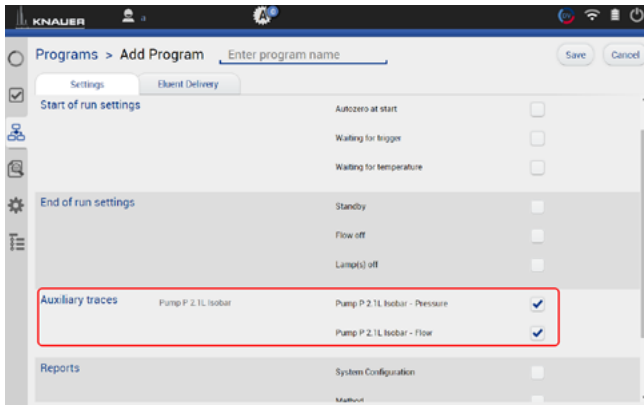 KNAUER a
Programs > Add Program Enter program name Save Cancel
Settings Eluent Delivery
Start of run settings Autozero at start
Waiting for trigger
Waiting for temperature
End of run settings Standby
Flow off
Lamp(s) off
Auxiliary traces Pump P 2.1L Isobar Pump P 2.1L Isobar - Pressure
Pump P 2.1L Isobar - Flow
Reports System Configuration
Method